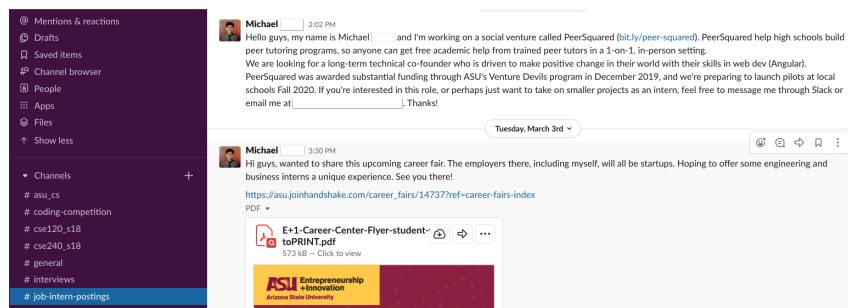 @ Mentions & reactions
Drafts
Saved items
Channel browser
People
Apps
Files
Show less
Channels +
# asu_cs
# coding-competition
# cse120_s18
# cse240_s18
# general
# interviews
# job-intern-postings
Michael 2:02 PM
Hello guys, my name is Michael and I'm working on a social venture called PeerSquared (bit.ly/peer-squared). PeerSquared help high schools build
peer tutoring programs, so anyone can get free academic help from trained peer tutors in a 1-on-1, in-person setting.
We are looking for a long-term technical co-founder who is driven to make positive change in their world with their skills in web dev (Angular).
PeerSquared was awarded substantial funding through ASU's Venture Devils program in December 2019, and we're preparing to launch pilots at local
schools Fall 2020. If you're interested in this role, or perhaps just want to take on smaller projects as an intern, feel free to message me through Slack or
email me at . Thanks!
Tuesday, March 3rd
Michael 3:30 PM
Hi guys, wanted to share this upcoming career fair. The employers there, including myself, will all be startups. Hoping to offer some engineering and
business interns a unique experience. See you there!
https://asu.joinhandshake.com/career_fairs/14737?ref=career-fairs-index
PDF
E+1-Career-Center-Flyer-student-
toPRINT.pdf
573 kB — Click to view
ASU Entrepreneurship
+Innovation
Arizona State University